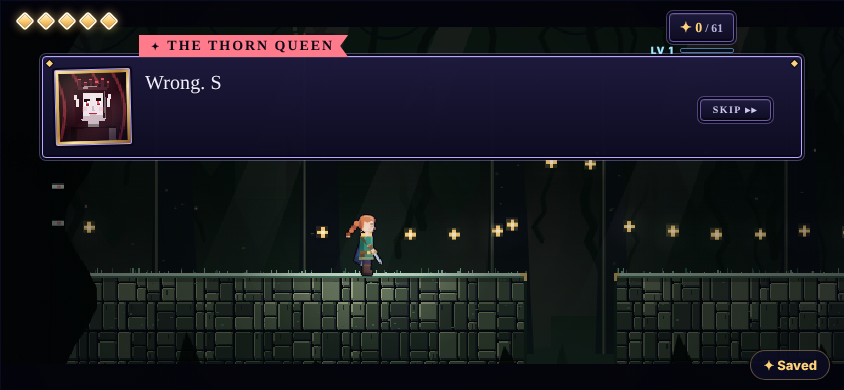 ✦ 0 / 61
✦ THE THORN QUEEN
LV 1
Wrong. S
SKIP ▸▸
✦ Saved